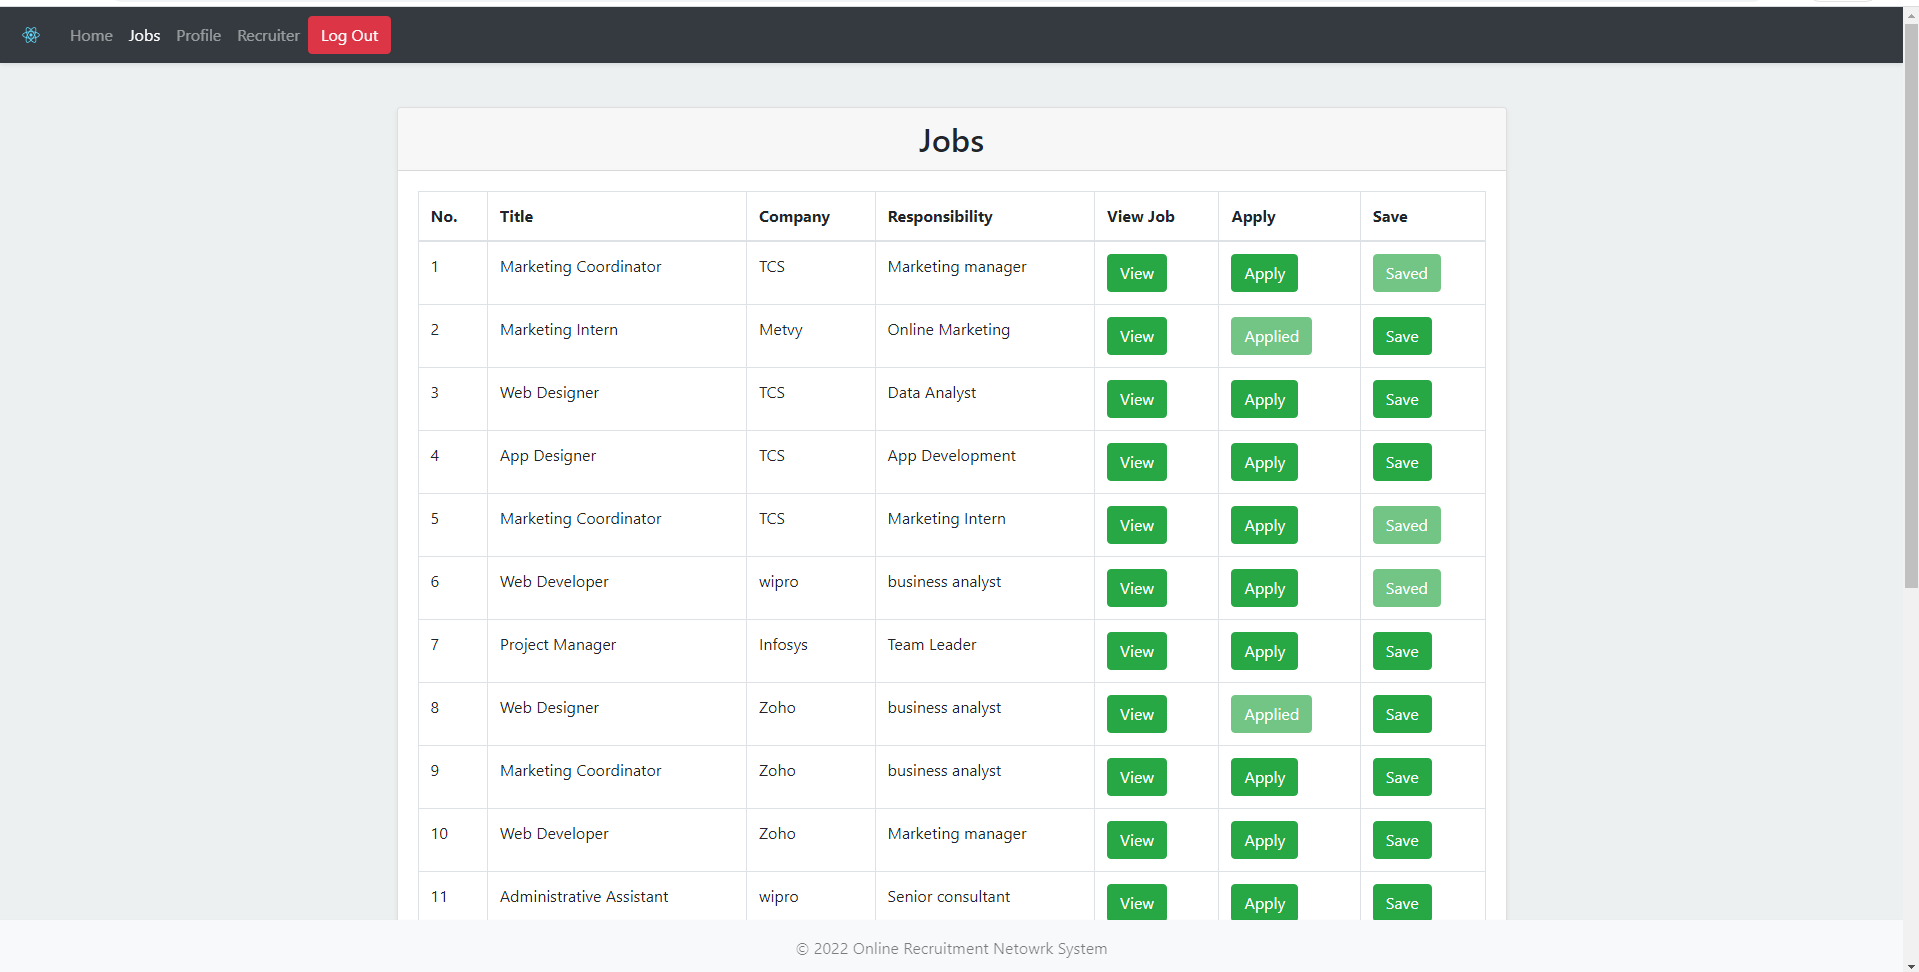 Home Jobs Profile Recruiter Log Out
Jobs
No. Title Company Responsibility View Job Apply Save
1 Marketing Coordinator TCS Marketing manager View Apply Saved
2 Marketing Intern Metvy Online Marketing View Applied Save
3 Web Designer TCS Data Analyst View Apply Save
4 App Designer TCS App Development View Apply Save
5 Marketing Coordinator TCS Marketing Intern View Apply Saved
6 Web Developer wipro business analyst View Apply Saved
7 Project Manager Infosys Team Leader View Apply Save
8 Web Designer Zoho business analyst View Applied Save
9 Marketing Coordinator Zoho business analyst View Apply Save
10 Web Developer Zoho Marketing manager View Apply Save
11 Administrative Assistant wipro Senior consultant View Apply Save
© 2022 Online Recruitment Netowrk System